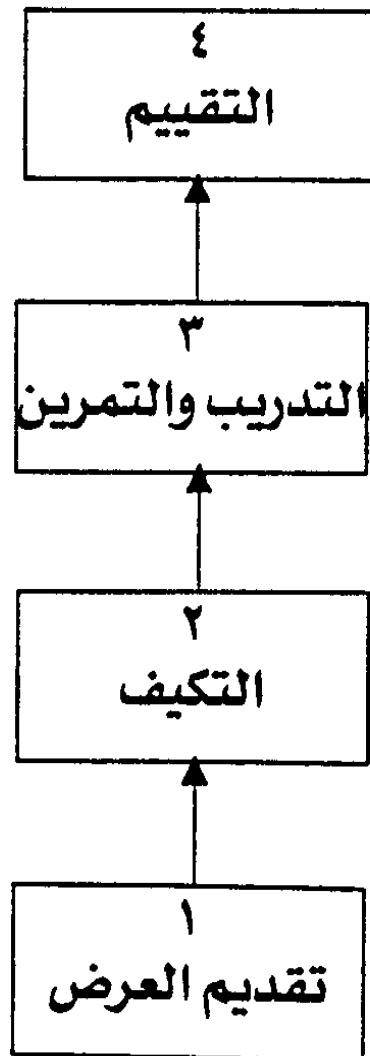 ٤
التقييم
٣
التدريب والتمرين
٢
التكيف
١
تقديم العرض